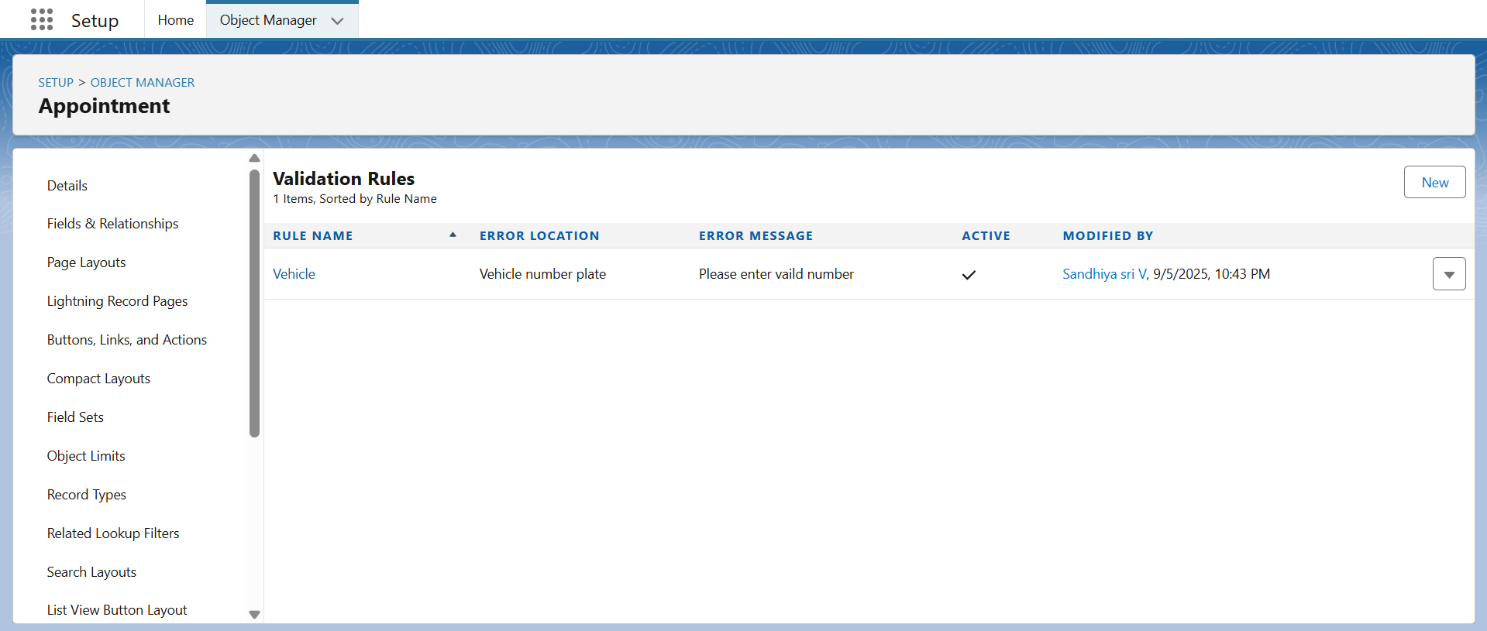 Setup Home Object Manager
SETUP > OBJECT MANAGER
Appointment
Details
Fields & Relationships
Page Layouts
Lightning Record Pages
Buttons, Links, and Actions
Compact Layouts
Field Sets
Object Limits
Record Types
Related Lookup Filters
Search Layouts
List View Button Layout
Validation Rules
1 Items, Sorted by Rule Name
New
RULE NAME ERROR LOCATION ERROR MESSAGE ACTIVE MODIFIED BY
Vehicle Vehicle number plate Please enter vaild number Sandhiya sri V, 9/5/2025, 10:43 PM